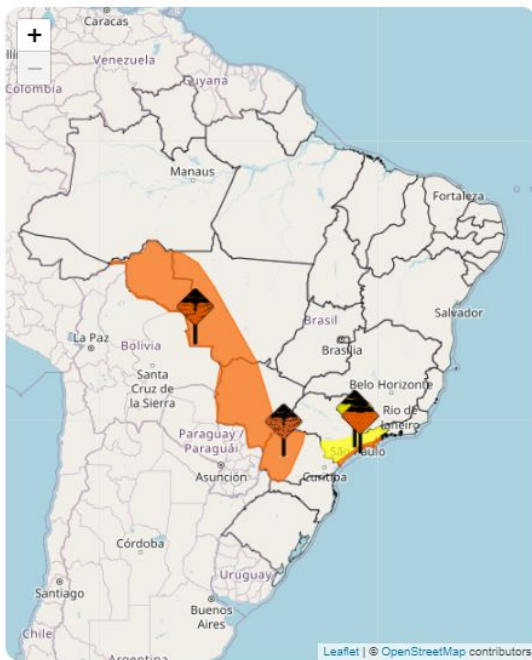 +
−
Caracas
Venezuela
Guyana
Colombia
Manaus
Fortaleza
Brasil
Salvador
Brasília
La Paz
Bolivia
Santa
Cruz de
la Sierra
Belo Horizonte
Rio de
Janeiro
São Paulo
Paraguay /
Paraguái
Asunción
Curitiba
Córdoba
Uruguay
Santiago
Buenos
Aires
Chile
Argentina
Leaflet | © OpenStreetMap contributors